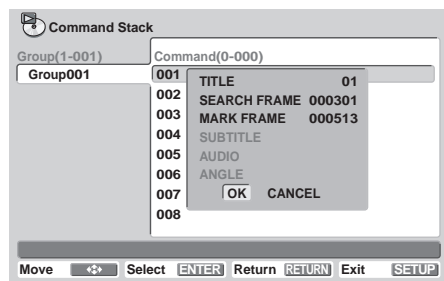 Command Stack
Group(1-001) Command(0-000)
Group001 001
TITLE 01
002
SEARCH FRAME 000301
003
MARK FRAME 000513
004
SUBTITLE
005
AUDIO
006
ANGLE
007
OK CANCEL
008
Move Select ENTER Return RETURN Exit SETUP